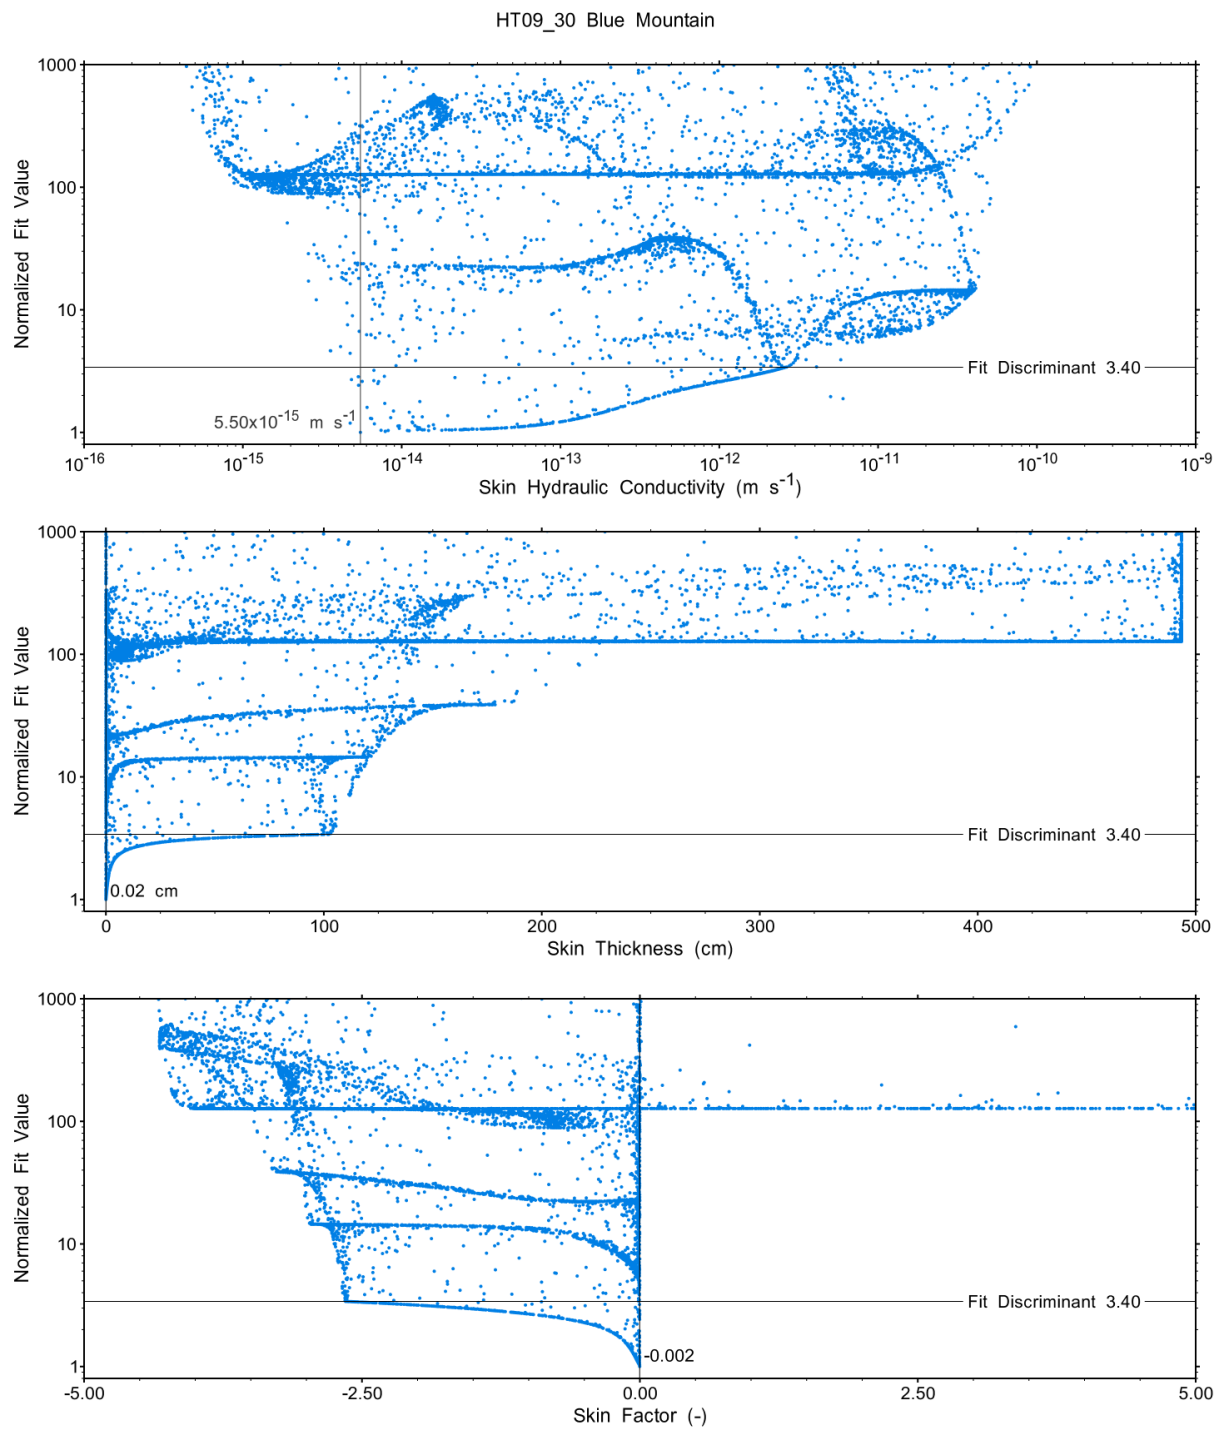 HT09_30 Blue Mountain
1000
100
10
1
Normalized Fit Value
Fit Discriminant 3.40
5.50x10⁻¹⁵ m s⁻¹
10⁻¹⁶ 10⁻¹⁵ 10⁻¹⁴ 10⁻¹³ 10⁻¹² 10⁻¹¹ 10⁻¹⁰ 10⁻⁹
Skin Hydraulic Conductivity (m s⁻¹)
1000
100
10
1
Normalized Fit Value
Fit Discriminant 3.40
0.02 cm
0 100 200 300 400 500
Skin Thickness (cm)
1000
100
10
1
Normalized Fit Value
Fit Discriminant 3.40
-0.002
-5.00 -2.50 0.00 2.50 5.00
Skin Factor (-)